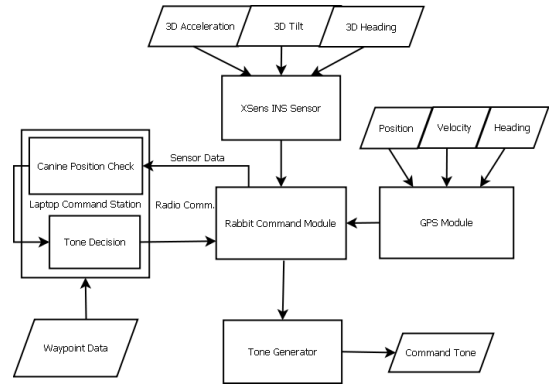 3D Acceleration
3D Tilt
3D Heading
XSens INS Sensor
Position
Velocity
Heading
Canine Position Check
Sensor Data
Laptop Command Station
Radio Comm.
Tone Decision
Rabbit Command Module
GPS Module
Waypoint Data
Tone Generator
Command Tone